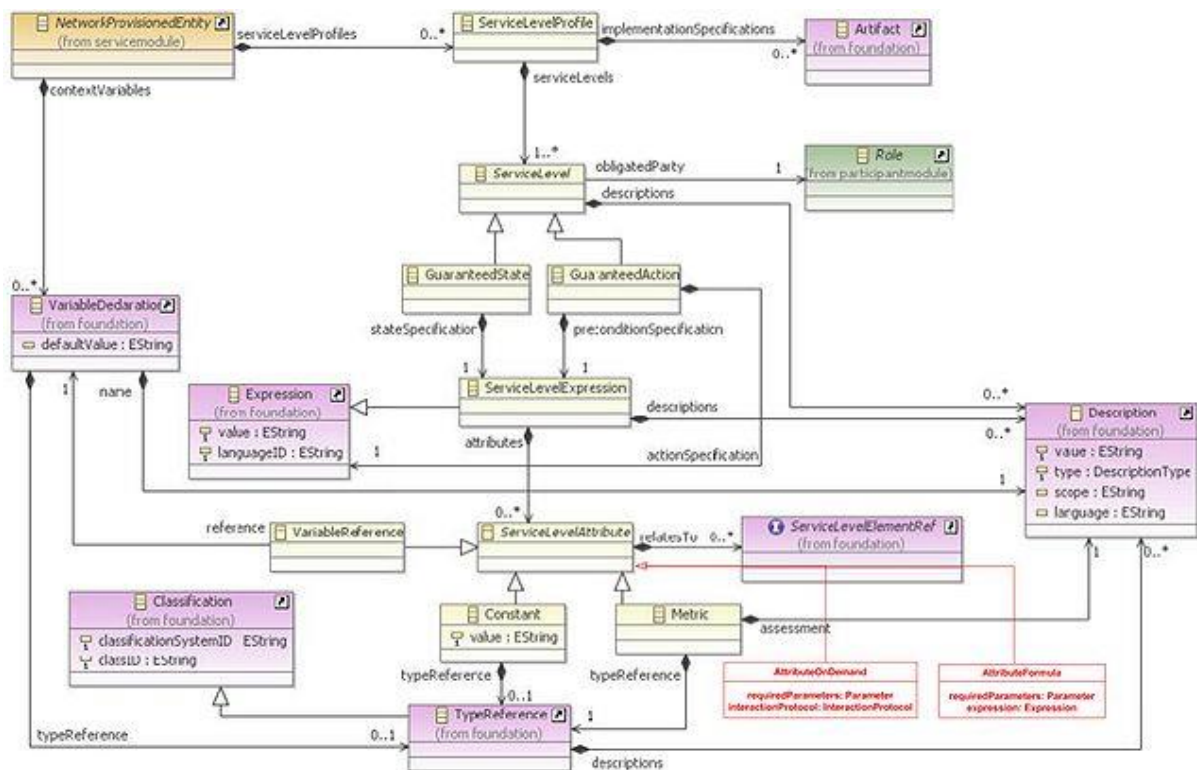 NetworkProvisionedEntity
(from servicemodule)
serviceLevelProfiles
0..*
ServiceLevelProfile
implementationSpecifications
0..*
Artifact
(from foundation)
contextVariables
serviceLevels
1..*
ServiceLevel
obligatedParty
1
descriptions
Role
(from participantmodule)
GuaranteedState
GuaranteedAction
0..*
VariableDeclaration
(from foundation)
defaultValue : EString
stateSpecification
preconditionSpecification
1
1
1
name
Expression
(from foundation)
value : EString
languageID : EString
ServiceLevelExpression
descriptions
0..*
0..*
attributes
1
actionSpecification
Description
(from foundation)
value : EString
type : DescriptionType
scope : EString
language : EString
1
0..*
reference
VariableReference
ServiceLevelAttribute
relatesTo
0..*
ServiceLevelElementRef
(from foundation)
1
0..*
Classification
(from foundation)
classificationSystemID EString
classID : EString
Constant
value : EString
Metric
assessment
typeReference
0..1
typeReference
1
AttributeOnDemand
requiredParameters: Parameter
interactionProtocol: InteractionProtocol
AttributeFormula
requiredParameters: Parameter
expression: Expression
typeReference
0..1
TypeReference
(from foundation)
descriptions